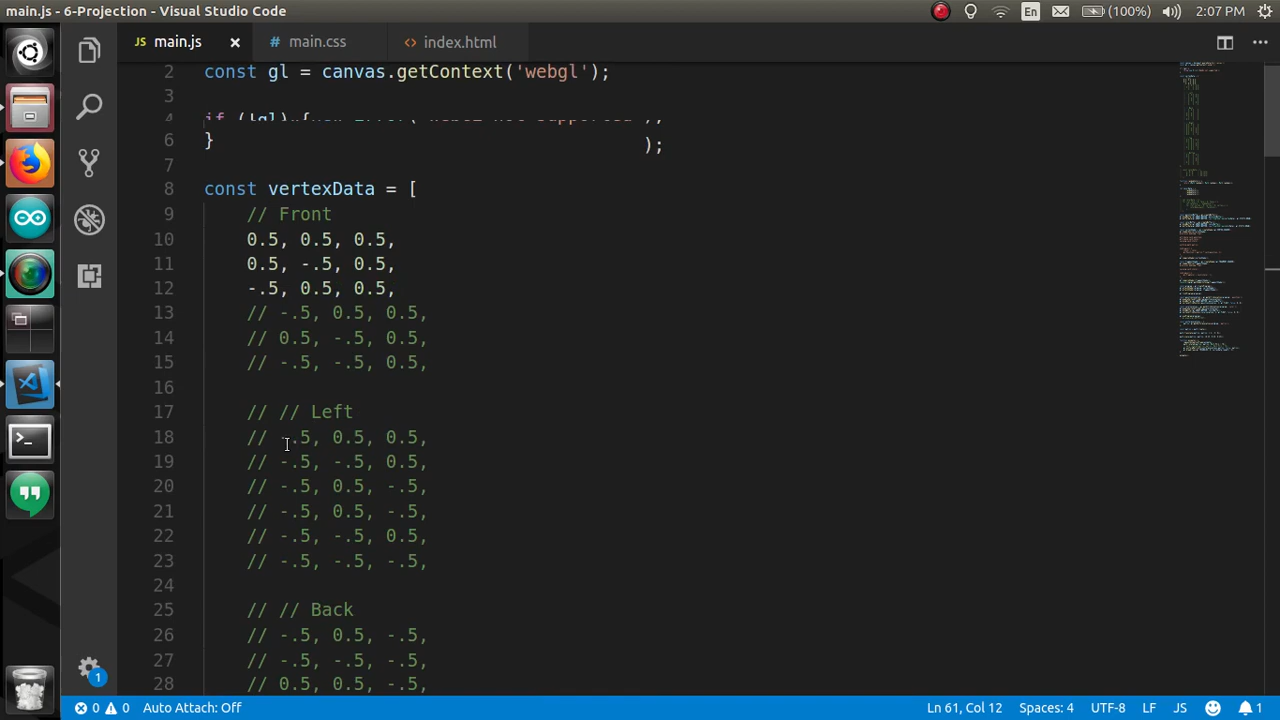 main.js - 6-Projection - Visual Studio Code
En
(100%)
2:07 PM
JS main.js
# main.css
<> index.html
2 const gl = canvas.getContext('webgl');
3
4 if (!gl) {
);
6 }
7
8 const vertexData = [
9 // Front
10 0.5, 0.5, 0.5,
11 0.5, -.5, 0.5,
12 -.5, 0.5, 0.5,
13 // -.5, 0.5, 0.5,
14 // 0.5, -.5, 0.5,
15 // -.5, -.5, 0.5,
16
17 // // Left
18 // -.5, 0.5, 0.5,
19 // -.5, -.5, 0.5,
20 // -.5, 0.5, -.5,
21 // -.5, 0.5, -.5,
22 // -.5, -.5, 0.5,
23 // -.5, -.5, -.5,
24
25 // // Back
26 // -.5, 0.5, -.5,
27 // -.5, -.5, -.5,
28 // 0.5, 0.5, -.5,
1
0 0 Auto Attach: Off
Ln 61, Col 12 Spaces: 4 UTF-8 LF JS 1